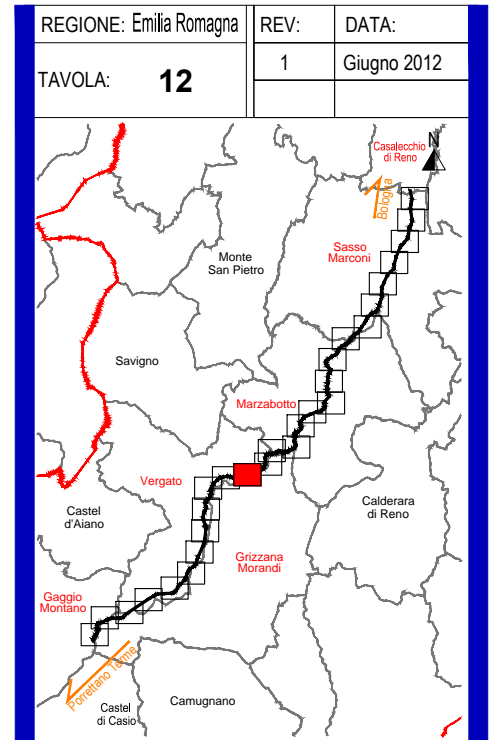 REGIONE: Emilia Romagna
REV:
DATA:
TAVOLA: 12
1
Giugno 2012
Casalecchio
di Reno
N
Bologna
Monte
San Pietro
Sasso
Marconi
Savigno
Marzabotto
Vergato
Castel
d'Aiano
Calderara
di Reno
Grizzana
Morandi
Gaggio
Montano
Porrettano Terme
Castel
di Casio
Camugnano